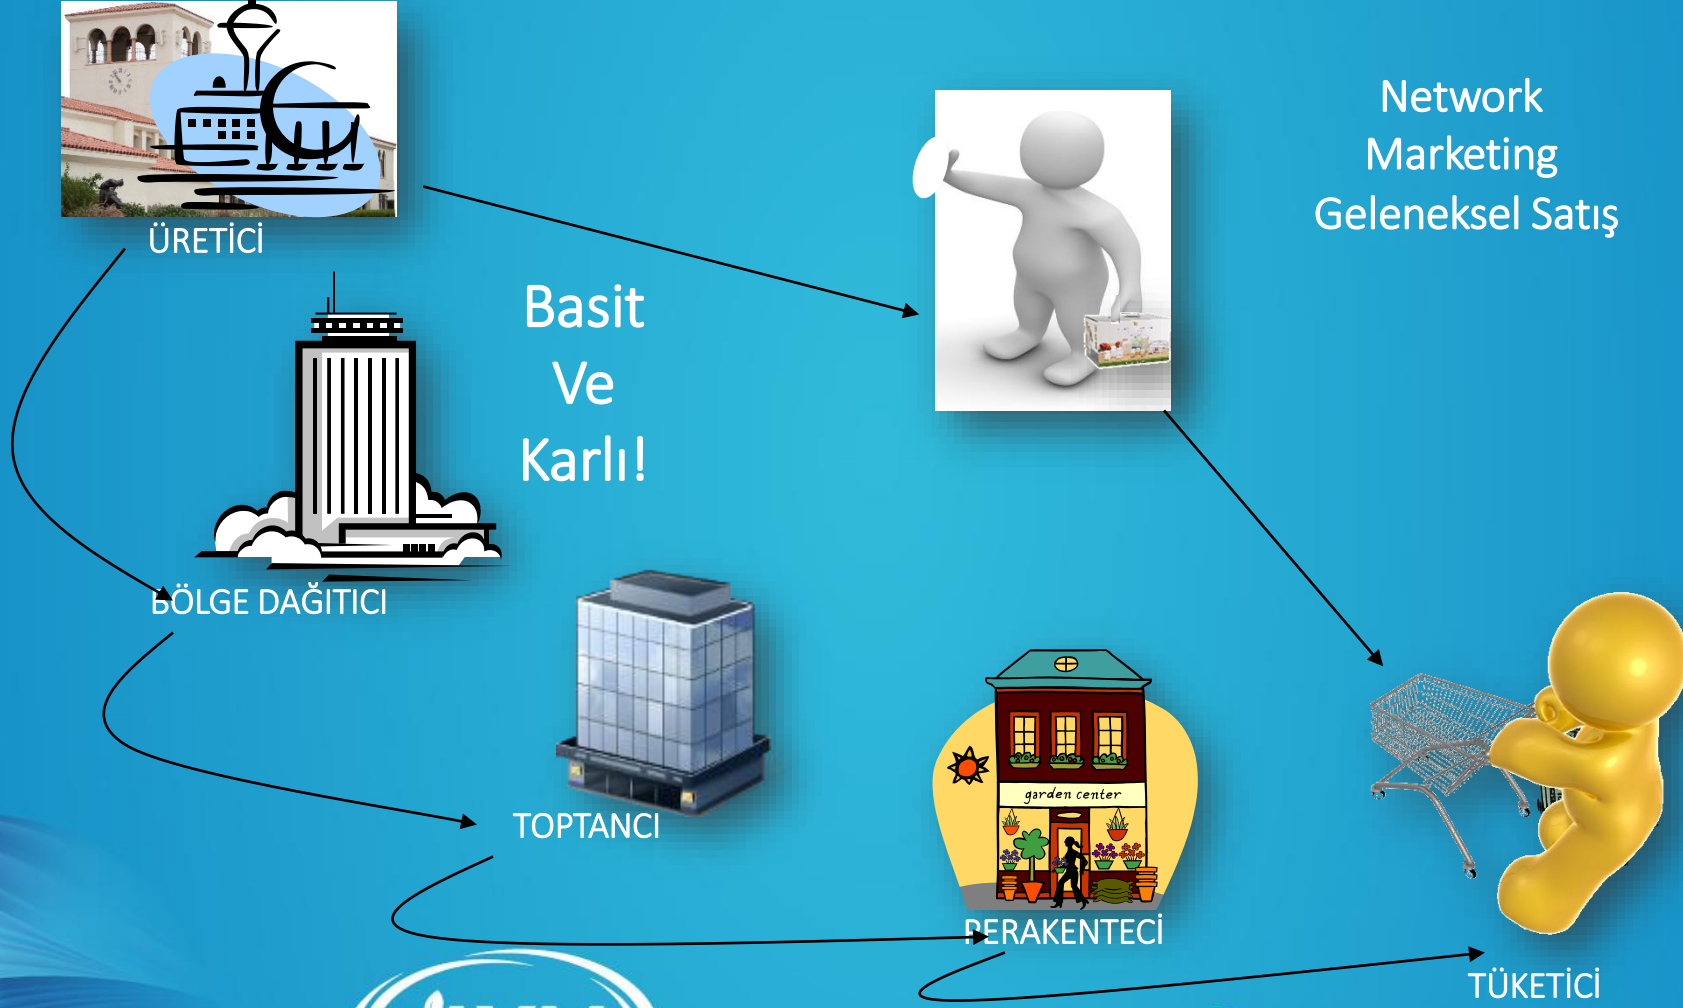 Network
Marketing
Geleneksel Satış
ÜRETİCİ
Basit
Ve
Karlı!
BÖLGE DAĞITICI
garden center
TOPTANCI
PERAKENTECİ
TÜKETİCİ